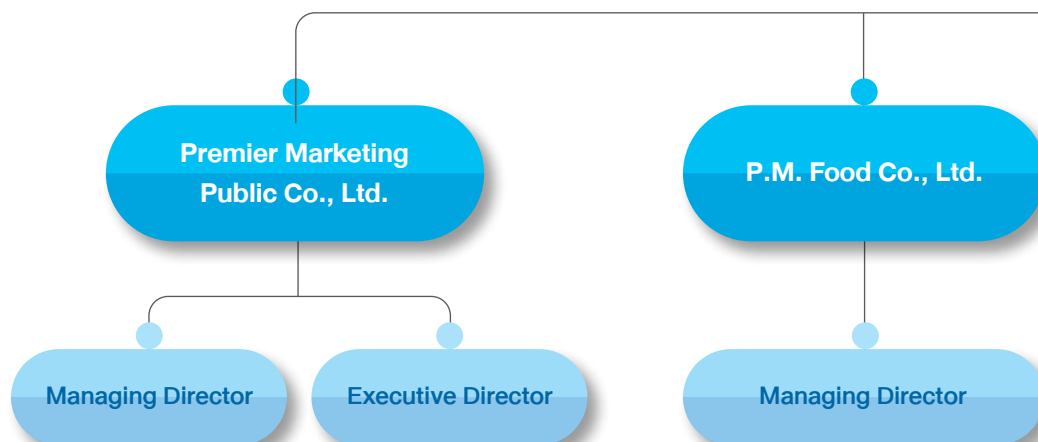 Premier Marketing
Public Co., Ltd.
P.M. Food Co., Ltd.
Managing Director
Executive Director
Managing Director